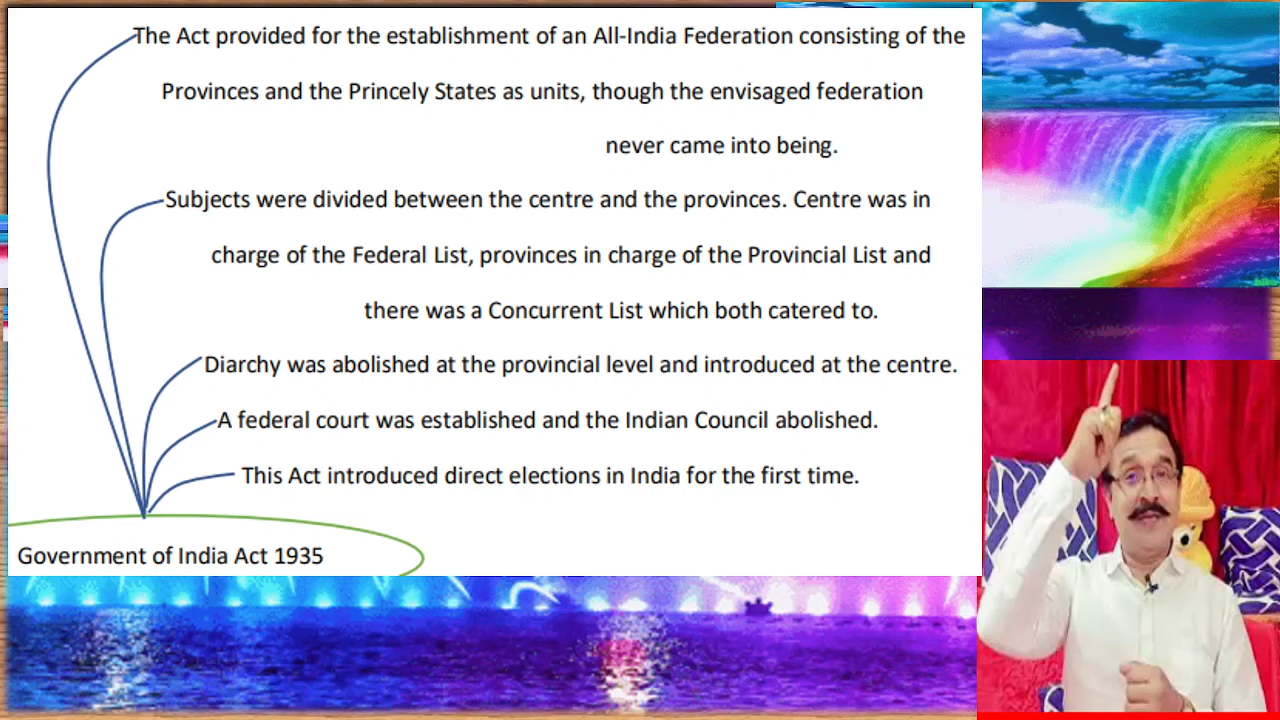 The Act provided for the establishment of an All-India Federation consisting of the
Provinces and the Princely States as units, though the envisaged federation
never came into being.
Subjects were divided between the centre and the provinces. Centre was in
charge of the Federal List, provinces in charge of the Provincial List and
there was a Concurrent List which both catered to.
Diarchy was abolished at the provincial level and introduced at the centre.
A federal court was established and the Indian Council abolished.
This Act introduced direct elections in India for the first time.
Government of India Act 1935